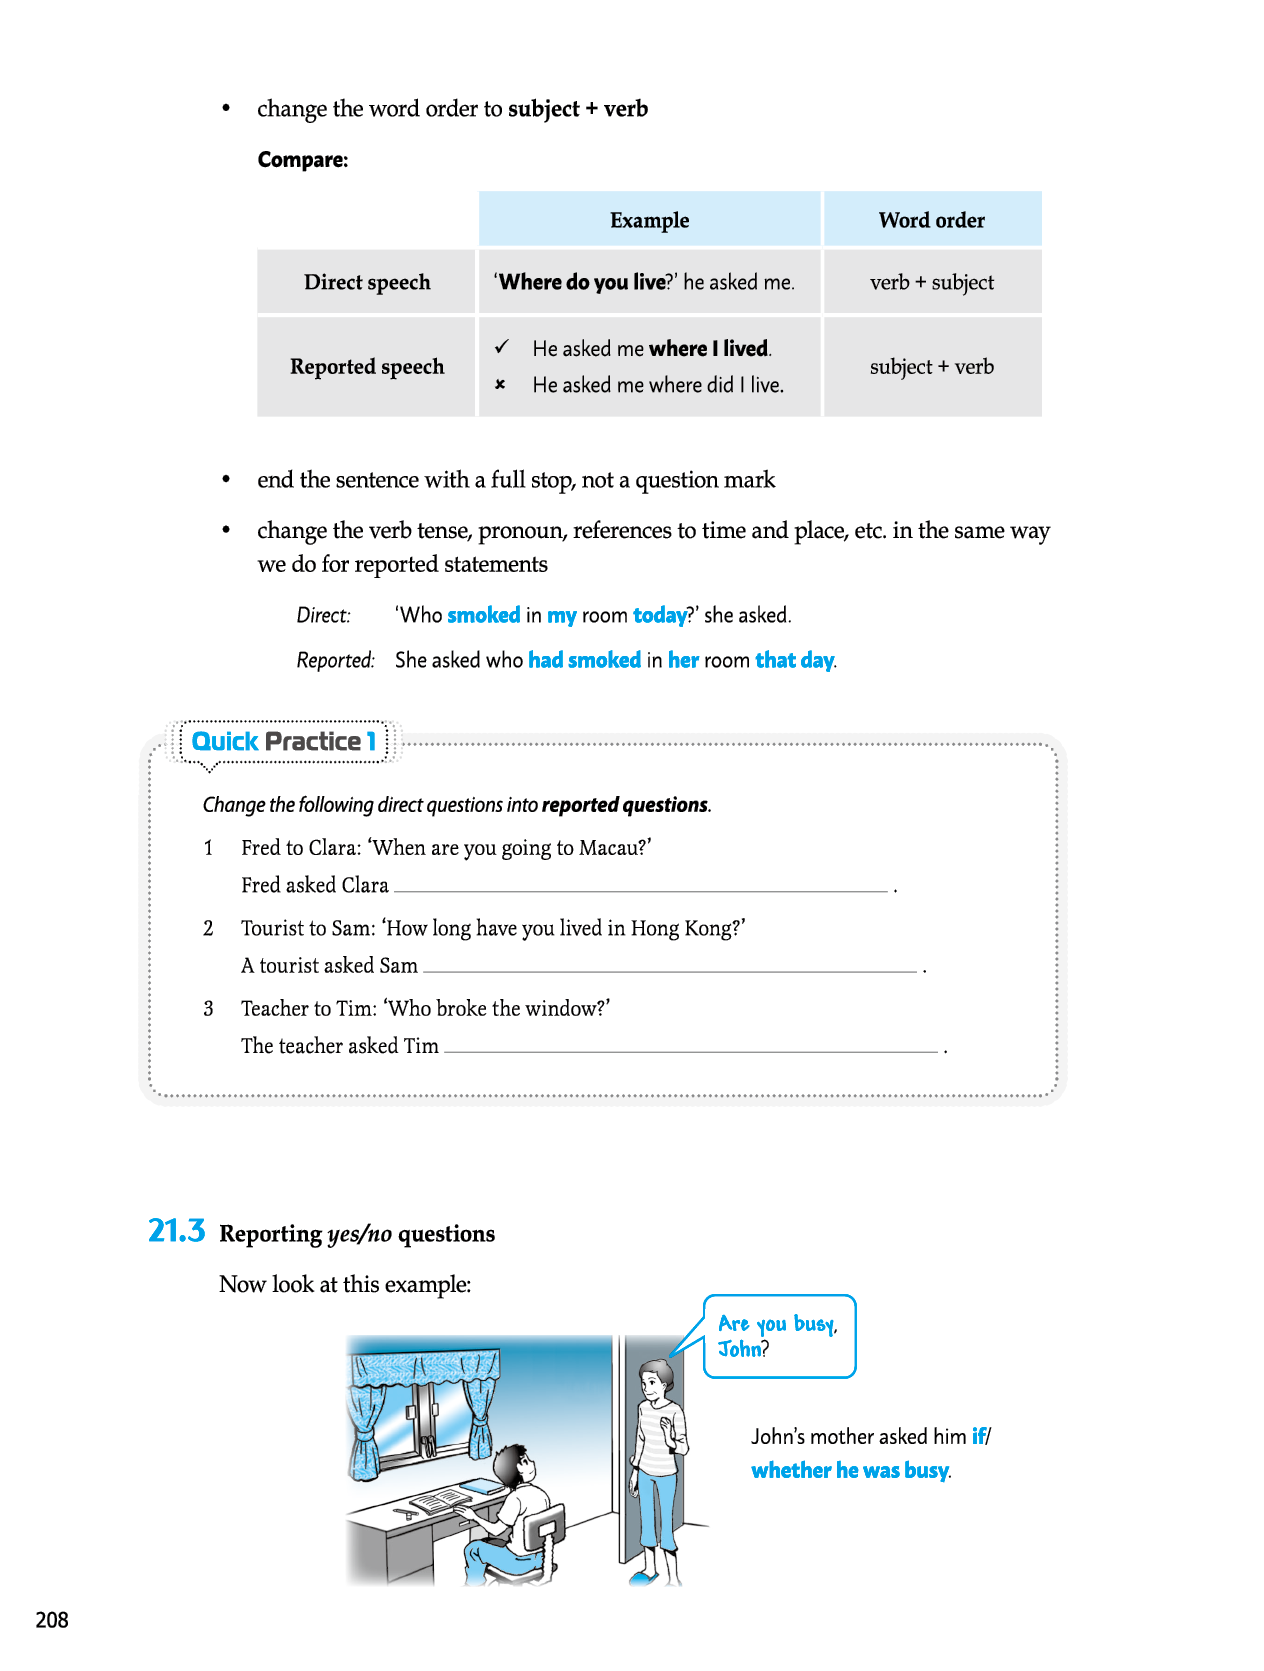 • change the word order to subject + verb
Compare:
Example Word order
Direct speech ‘Where do you live?’ he asked me. verb + subject
Reported speech ✓ He asked me where I lived. subject + verb
✗ He asked me where did I live.
• end the sentence with a full stop, not a question mark
• change the verb tense, pronoun, references to time and place, etc. in the same way
we do for reported statements
Direct: ‘Who smoked in my room today?’ she asked.
Reported: She asked who had smoked in her room that day.
Quick Practice 1
Change the following direct questions into reported questions.
1 Fred to Clara: ‘When are you going to Macau?’
Fred asked Clara .
2 Tourist to Sam: ‘How long have you lived in Hong Kong?’
A tourist asked Sam .
3 Teacher to Tim: ‘Who broke the window?’
The teacher asked Tim .
21.3 Reporting yes/no questions
Now look at this example:
Are you busy,
John?
John’s mother asked him if/
whether he was busy.
208